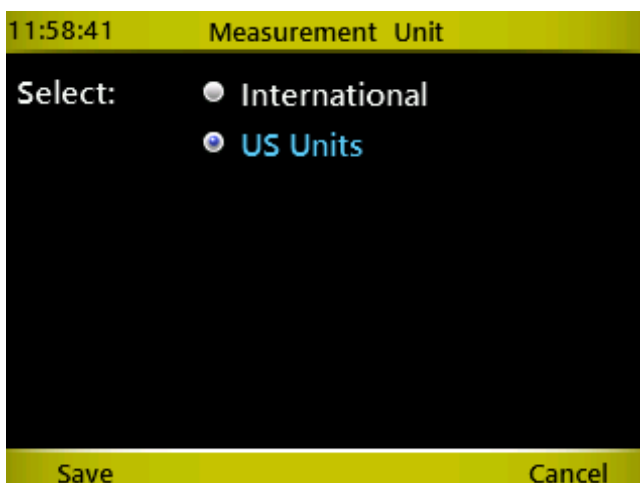 11:58:41 Measurement Unit
Select: International
US Units
Save Cancel